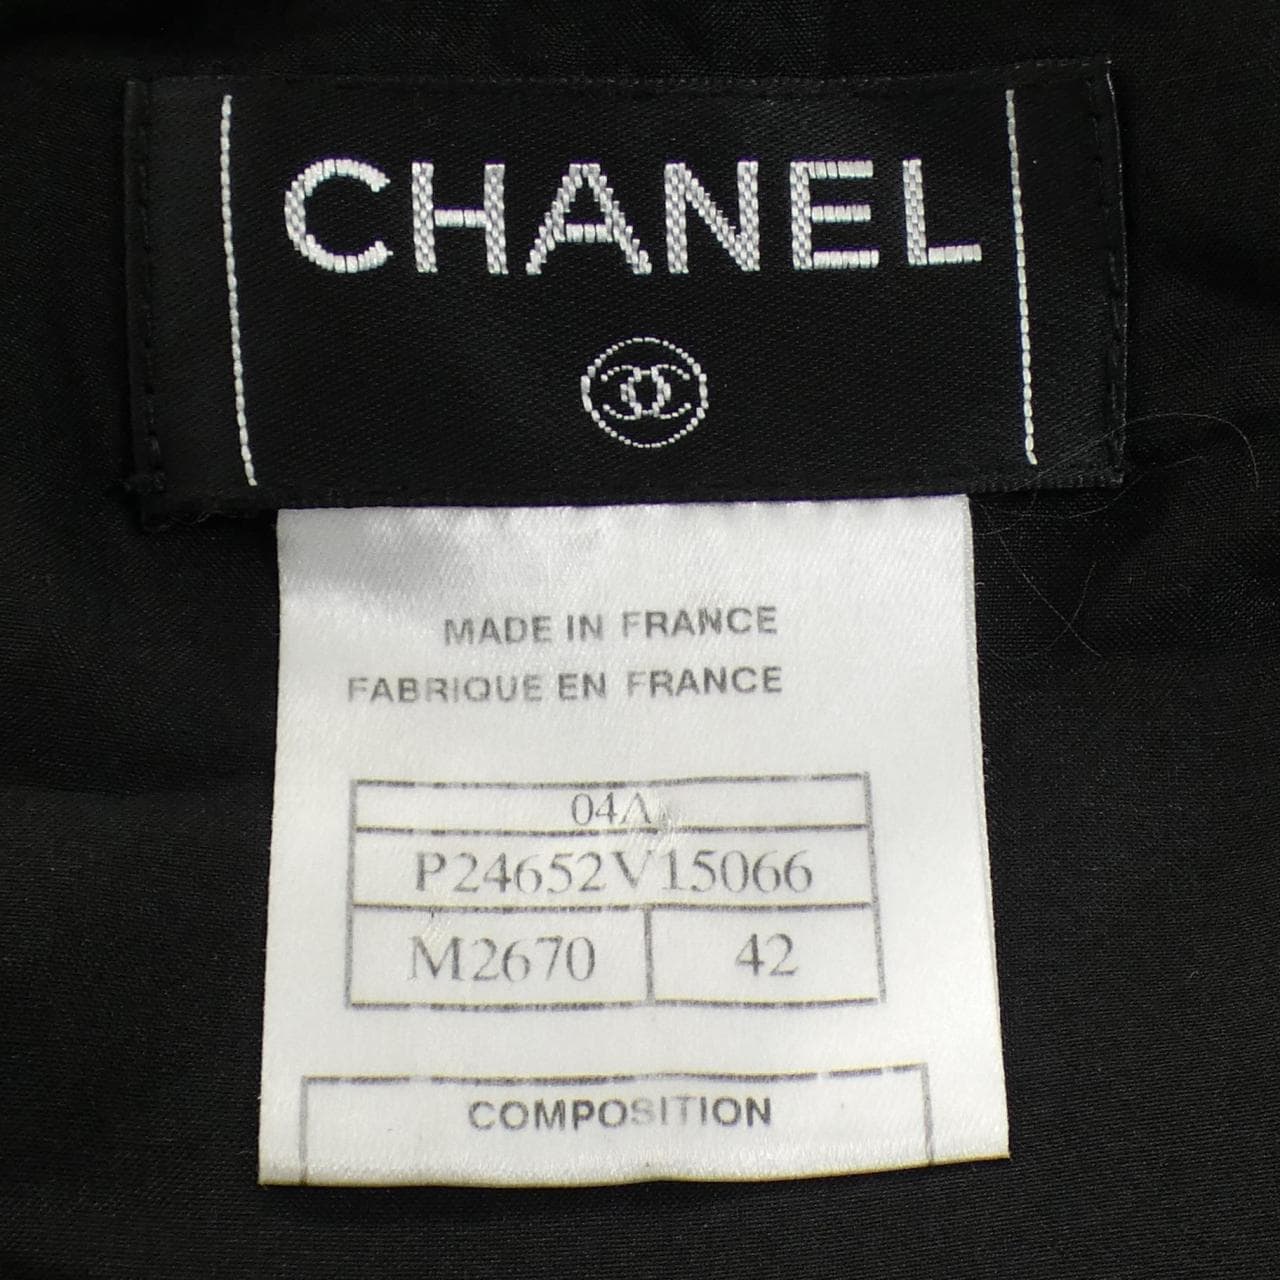 CHANEL
MADE IN FRANCE
FABRIQUE EN FRANCE
04A
P24652V15066
M2670 42
COMPOSITION